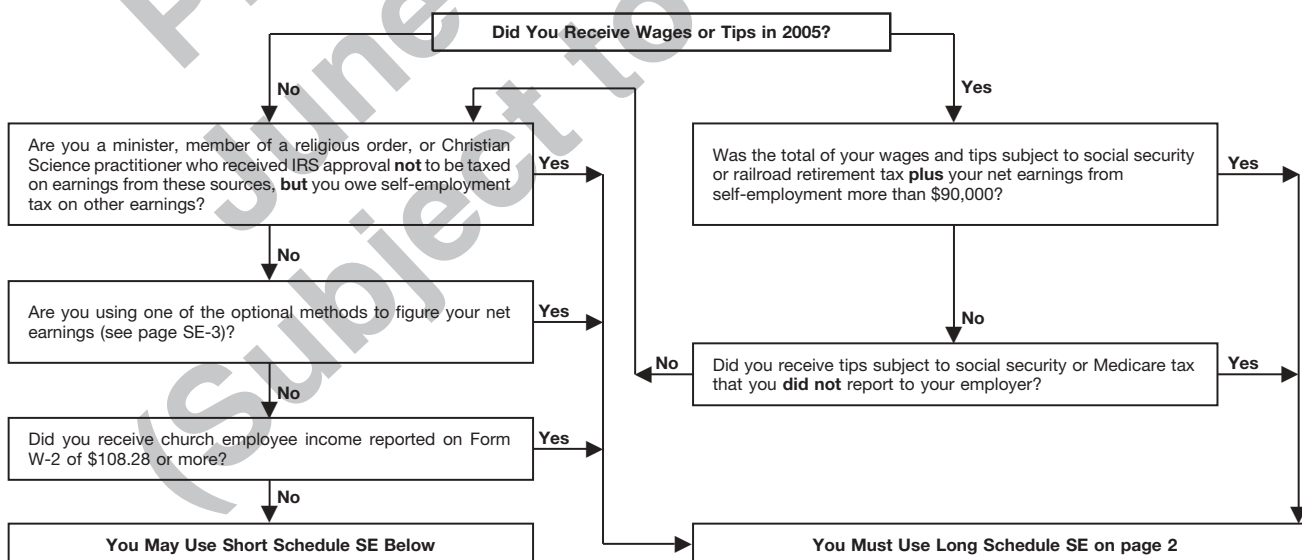 Did You Receive Wages or Tips in 2005?
No
Yes
Are you a minister, member of a religious order, or Christian
Science practitioner who received IRS approval not to be taxed
on earnings from these sources, but you owe self-employment
tax on other earnings?
Yes
Was the total of your wages and tips subject to social security
or railroad retirement tax plus your net earnings from
self-employment more than $90,000?
Yes
No
Are you using one of the optional methods to figure your net
earnings (see page SE-3)?
Yes
No
No
Did you receive tips subject to social security or Medicare tax
that you did not report to your employer?
Yes
No
Did you receive church employee income reported on Form
W-2 of $108.28 or more?
Yes
No
You May Use Short Schedule SE Below
You Must Use Long Schedule SE on page 2
June
(Subject to